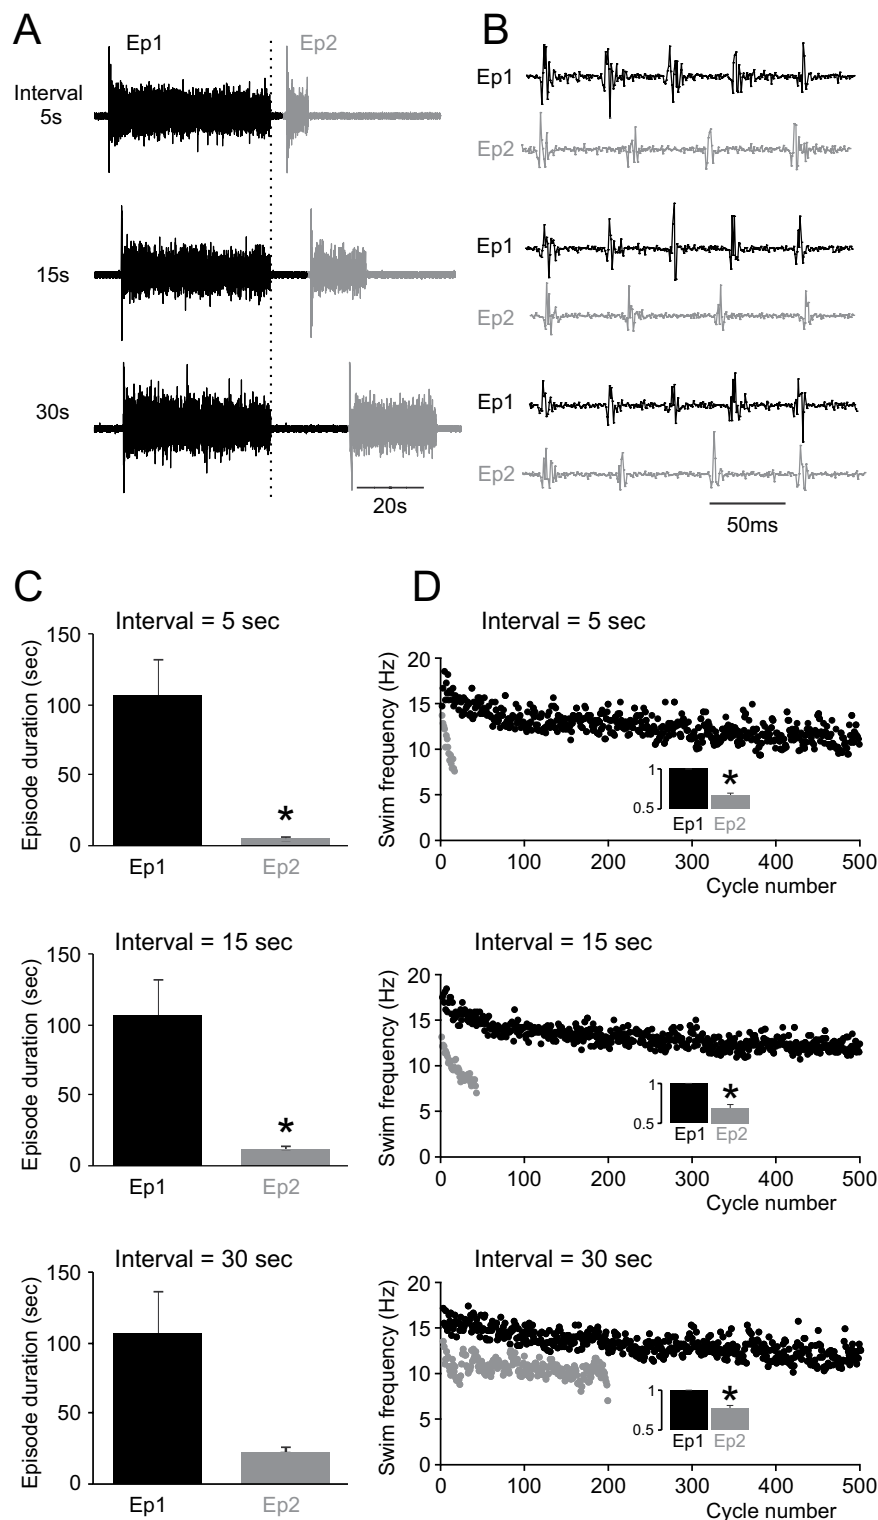 A
Ep1
Ep2
Interval
5s
15s
30s
20s
B
Ep1
Ep2
Ep1
Ep2
Ep1
Ep2
50ms
C
Interval = 5 sec
Episode duration (sec)
150
100
50
0
*
Ep1
Ep2
Interval = 15 sec
Episode duration (sec)
150
100
50
0
*
Ep1
Ep2
Interval = 30 sec
Episode duration (sec)
150
100
50
0
Ep1
Ep2
D
Interval = 5 sec
Swim frequency (Hz)
20
15
10
5
0
1
0.5
*
Ep1 Ep2
0 100 200 300 400 500
Cycle number
Interval = 15 sec
Swim frequency (Hz)
20
15
10
5
0
1
0.5
*
Ep1 Ep2
0 100 200 300 400 500
Cycle number
Interval = 30 sec
Swim frequency (Hz)
20
15
10
5
0
1
0.5
*
Ep1 Ep2
0 100 200 300 400 500
Cycle number